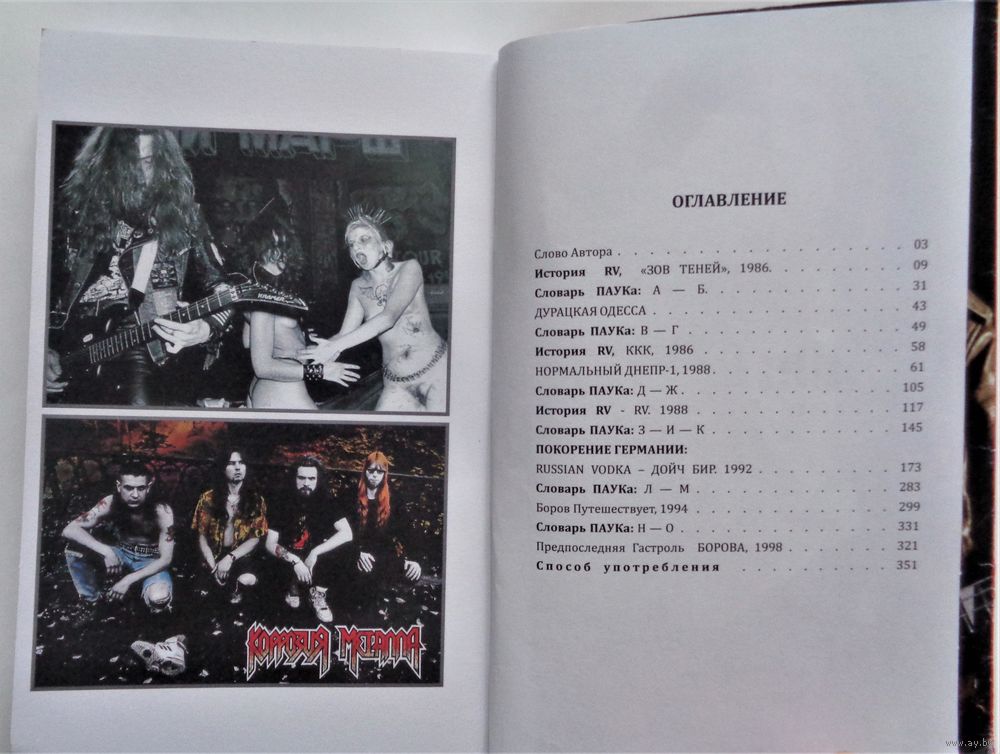 KRAMER
КОРРОЗИЯ МЕТАЛЛА
ОГЛАВЛЕНИЕ
Слово Автора . . . . . . . . . . . . . . . . . 03
История RV, «ЗОВ ТЕНЕЙ», 1986. . . . . . . . . 09
Словарь ПАУКа: А — Б. . . . . . . . . . . . . 31
ДУРАЦКАЯ ОДЕССА . . . . . . . . . . . . . . . 43
Словарь ПАУКа: В — Г . . . . . . . . . . . . . 49
История RV, ККК, 1986 . . . . . . . . . . . . 58
НОРМАЛЬНЫЙ ДНЕПР-1, 1988 . . . . . . . . . . . 61
Словарь ПАУКа: Д — Ж . . . . . . . . . . . . . 105
История RV - RV. 1988 . . . . . . . . . . . . 117
Словарь ПАУКа: З — И — К . . . . . . . . . . . 145
ПОКОРЕНИЕ ГЕРМАНИИ:
RUSSIAN VODKA – ДОЙЧ БИР. 1992 . . . . . . . . 173
Словарь ПАУКа: Л — М . . . . . . . . . . . . . 283
Боров Путешествует, 1994 . . . . . . . . . . . 299
Словарь ПАУКа: Н — О . . . . . . . . . . . . . 331
Предпоследняя Гастроль БОРОВА, 1998 . . . . . . 321
Способ употребления . . . . . . . . . . . 351